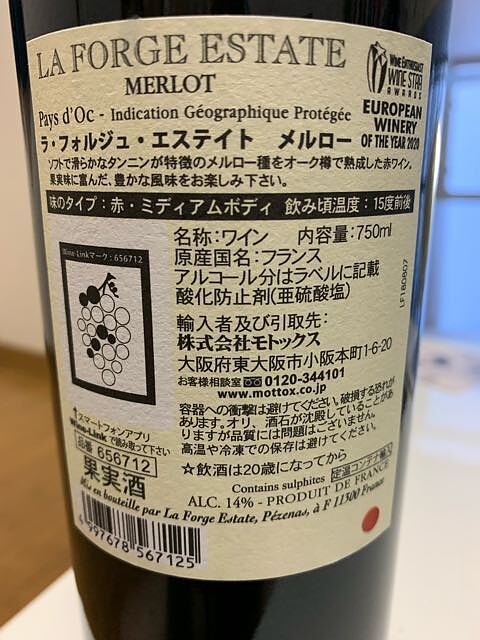 LA FORGE ESTATE
MERLOT
Pays d'Oc - Indication Géographique Protégée
ラ・フォルジュ・エステイト メルロー
ソフトで滑らかなタンニンが特徴のメルロー種をオーク樽で熟成した赤ワイン。
果実味に富んだ、豊かな風味をお楽しみ下さい。
WINE ENTHUSIAST
WINE STAR
AWARDS
EUROPEAN
WINERY
OF THE YEAR 2020
味のタイプ：赤・ミディアムボディ 飲み頃温度：15度前後
Wine-Linkマーク：656712
名称：ワイン 内容量：750ml
原産国名：フランス
アルコール分はラベルに記載
酸化防止剤(亜硫酸塩)
輸入者及び引取先：
株式会社モトックス
大阪府東大阪市小阪本町1-6-20
お客様相談室 0120-344101
www.mottox.co.jp
LF180807
容器への衝撃は避けてください。破損する恐れが
あります。オリ、酒石が沈殿していることがあ
りますが品質には問題はございません。
高温や冷凍での保存は避けてください。
スマートフォンアプリ
Wine-Linkで読み取って下さい
品番 656712
果実酒
☆飲酒は20歳になってから
定温コンテナ輸入
Contains sulphites
ALC. 14% - PRODUIT DE FRANCE
Mis en bouteille par La Forge Estate, Pézenas, à F 11300 France
4 997678 567125